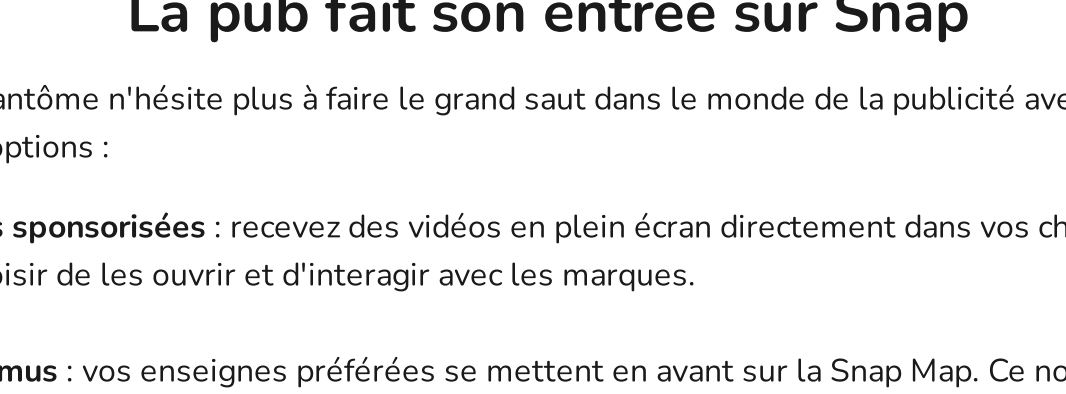 La pub fait son entrée sur Snap
antôme n'hésite plus à faire le grand saut dans le monde de la publicité ave
options :
s sponsorisées : recevez des vidéos en plein écran directement dans vos ch
oisir de les ouvrir et d'interagir avec les marques.
mus : vos enseignes préférées se mettent en avant sur la Snap Map. Ce no